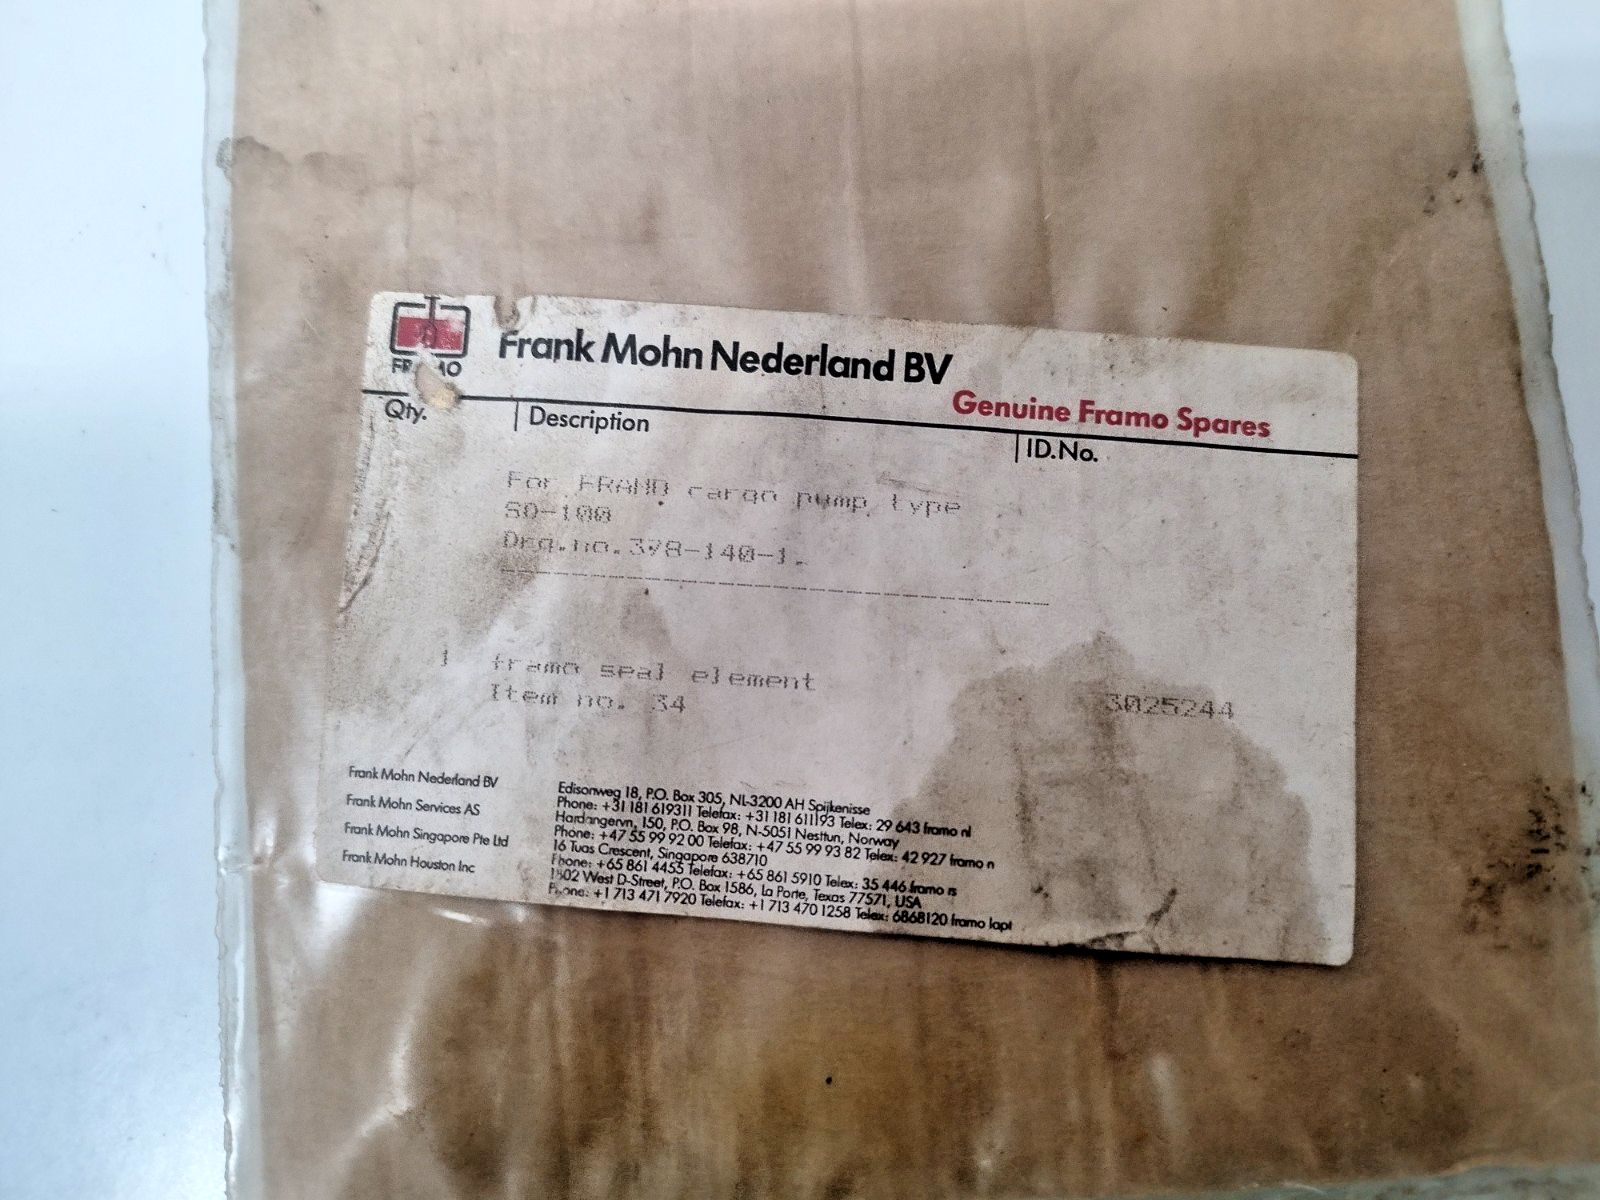 FRAMO
Frank Mohn Nederland BV
Genuine Framo Spares
Qty. Description ID.No.
For FRAMO cargo pump type
SD-100
Drg.no.378-140-1.
1 framo seal element
Item no. 34 3025244
Frank Mohn Nederland BV
Frank Mohn Services AS
Frank Mohn Singapore Pte Ltd
Frank Mohn Houston Inc
Edisonweg 18, P.O. Box 305, NL-3200 AH Spijkenisse
Phone: +31 181 619311 Telefax: +31 181 611193 Telex: 29 643 framo nl
Hardangervn, 150, P.O. Box 98, N-5051 Nesttun, Norway
Phone: +47 55 99 92 00 Telefax: +47 55 99 93 82 Telex: 42 927 framo n
16 Tuas Crescent, Singapore 638710
Phone: +65 861 4455 Telefax: +65 861 5910 Telex: 35 446 framo rs
1802 West D-Street, P.O. Box 1586, La Porte, Texas 77571, USA
Phone: +1 713 471 7920 Telefax: +1 713 470 1258 Telex: 6868120 framo lapt